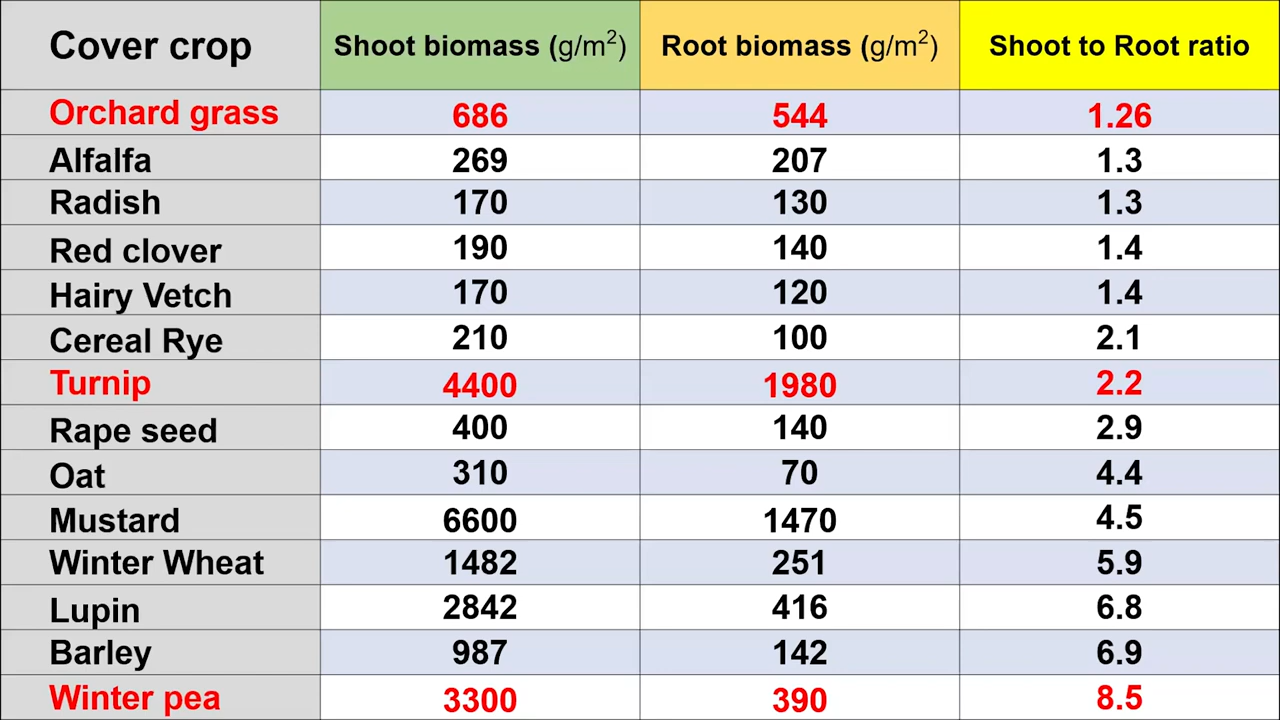 Cover crop Shoot biomass (g/m²) Root biomass (g/m²) Shoot to Root ratio
Orchard grass 686 544 1.26
Alfalfa 269 207 1.3
Radish 170 130 1.3
Red clover 190 140 1.4
Hairy Vetch 170 120 1.4
Cereal Rye 210 100 2.1
Turnip 4400 1980 2.2
Rape seed 400 140 2.9
Oat 310 70 4.4
Mustard 6600 1470 4.5
Winter Wheat 1482 251 5.9
Lupin 2842 416 6.8
Barley 987 142 6.9
Winter pea 3300 390 8.5